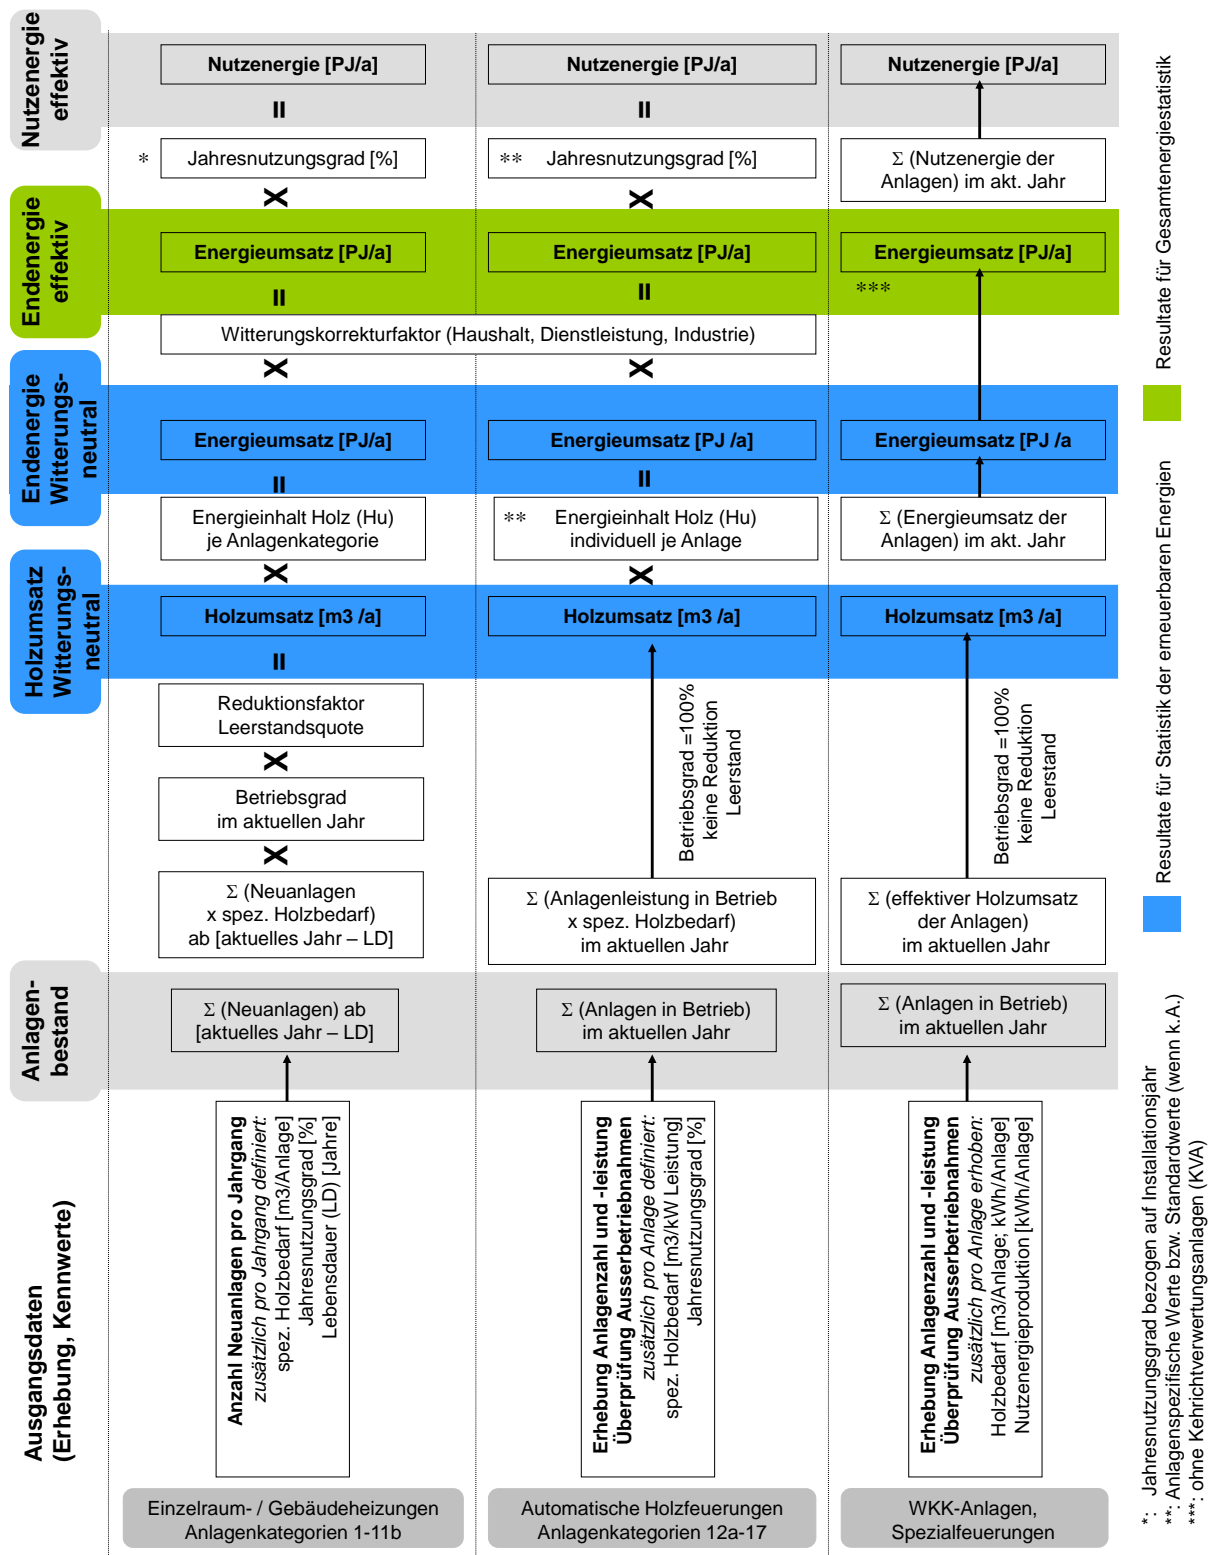 Nutzenergie
effektiv
Nutzenergie [PJ/a]
Nutzenergie [PJ/a]
Nutzenergie [PJ/a]
=
=
*
Jahresnutzungsgrad [%]
**
Jahresnutzungsgrad [%]
Σ (Nutzenergie der
Anlagen) im akt. Jahr
X
X
Endenergie
effektiv
Energieumsatz [PJ/a]
Energieumsatz [PJ/a]
Energieumsatz [PJ/a]
***
=
=
Witterungskorrekturfaktor (Haushalt, Dienstleistung, Industrie)
X
X
Endenergie
Witterungs-
neutral
Energieumsatz [PJ/a]
Energieumsatz [PJ /a]
Energieumsatz [PJ /a
=
=
Energieinhalt Holz (Hu)
je Anlagenkategorie
**
Energieinhalt Holz (Hu)
individuell je Anlage
Σ (Energieumsatz der
Anlagen) im akt. Jahr
X
X
Holzumsatz
Witterungs-
neutral
Holzumsatz [m3 /a]
Holzumsatz [m3 /a]
Holzumsatz [m3 /a]
=
Reduktionsfaktor
Leerstandsquote
X
Betriebsgrad
im aktuellen Jahr
X
Betriebsgrad =100%
keine Reduktion
Leerstand
Betriebsgrad =100%
keine Reduktion
Leerstand
Σ (Neuanlagen
x spez. Holzbedarf)
ab [aktuelles Jahr – LD]
Σ (Anlagenleistung in Betrieb
x spez. Holzbedarf)
im aktuellen Jahr
Σ (effektiver Holzumsatz
der Anlagen)
im aktuellen Jahr
Anlagen-
bestand
Σ (Neuanlagen) ab
[aktuelles Jahr – LD]
Σ (Anlagen in Betrieb)
im aktuellen Jahr
Σ (Anlagen in Betrieb)
im aktuellen Jahr
Ausgangsdaten
(Erhebung, Kennwerte)
Anzahl Neuanlagen pro Jahrgang
zusätzlich pro Jahrgang definiert:
spez. Holzbedarf [m3/Anlage]
Jahresnutzungsgrad [%]
Lebensdauer (LD) [Jahre]
Erhebung Anlagenzahl und -leistung
Überprüfung Ausserbetriebnahmen
zusätzlich pro Anlage definiert:
spez. Holzbedarf [m3/kW Leistung]
Jahresnutzungsgrad [%]
Erhebung Anlagenzahl und -leistung
Überprüfung Ausserbetriebnahmen
zusätzlich pro Anlage erhoben:
Holzbedarf [m3/Anlage; kWh/Anlage]
Nutzenergieproduktion [kWh/Anlage]
Einzelraum- / Gebäudeheizungen
Anlagenkategorien 1-11b
Automatische Holzfeuerungen
Anlagenkategorien 12a-17
WKK-Anlagen,
Spezialfeuerungen
Resultate für Statistik der erneuerbaren Energien
Resultate für Gesamtenergiestatistik
*: Jahresnutzungsgrad bezogen auf Installationsjahr
**: Anlagenspezifische Werte bzw. Standardwerte (wenn k.A.)
***: ohne Kehrichtverwertungsanlagen (KVA)